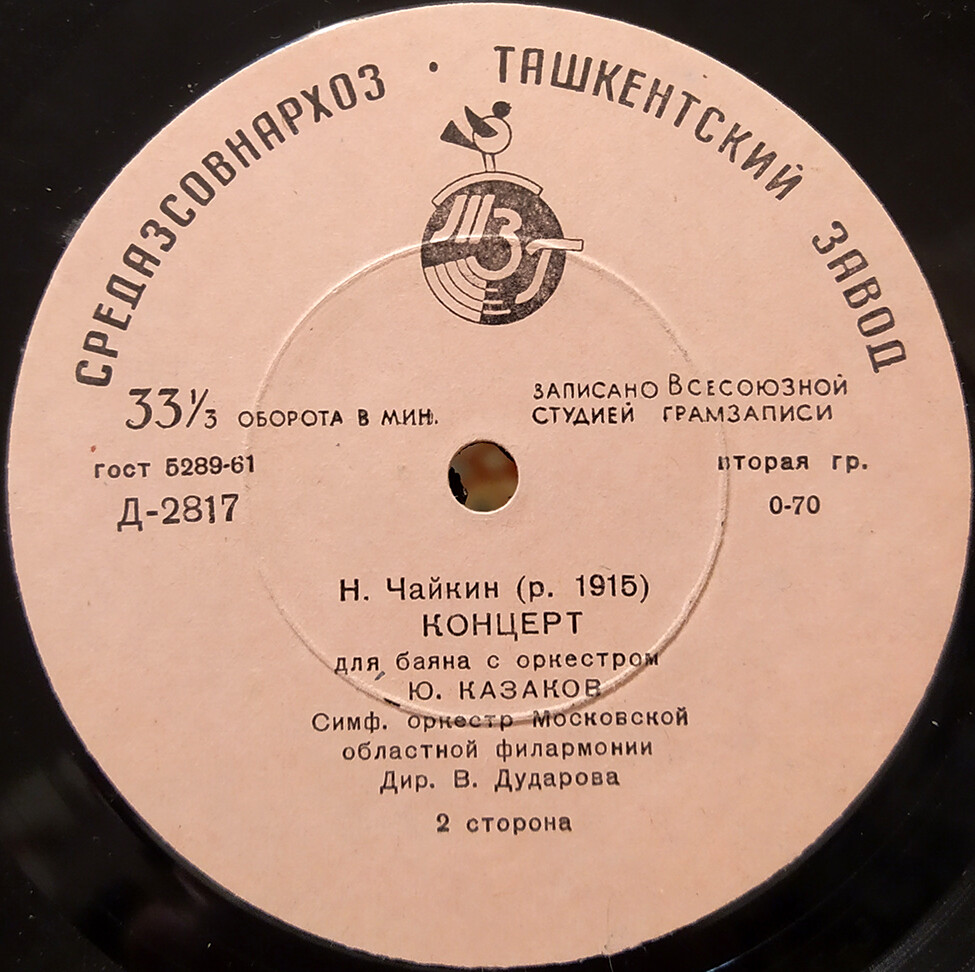 СРЕДАЗСОВНАРХОЗ · ТАШКЕНТСКИЙ ЗАВОД
ТЗГ
33⅓ ОБОРОТА В МИН.
ЗАПИСАНО ВСЕСОЮЗНОЙ
СТУДИЕЙ ГРАМЗАПИСИ
ГОСТ 5289-61
Д-2817
вторая гр.
0-70
Н. Чайкин (р. 1915)
КОНЦЕРТ
для баяна с оркестром
Ю. КАЗАКОВ
Симф. оркестр Московской
областной филармонии
Дир. В. Дударова
2 сторона